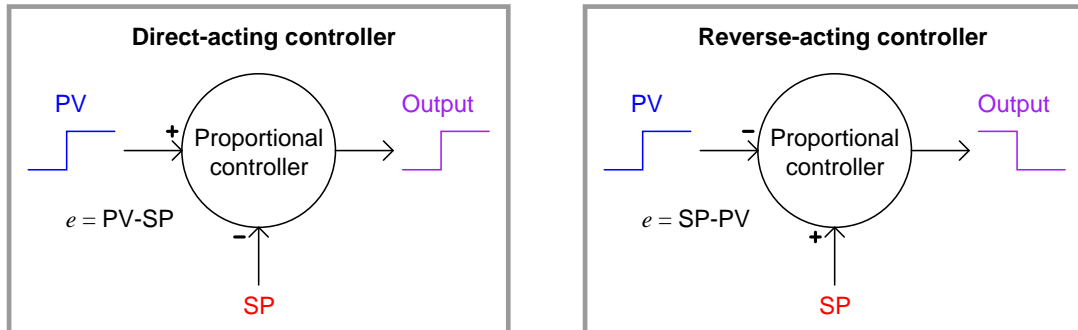 Direct-acting controller
PV
Output
+
Proportional
controller
e = PV-SP
-
SP
Reverse-acting controller
PV
Output
-
Proportional
controller
e = SP-PV
+
SP